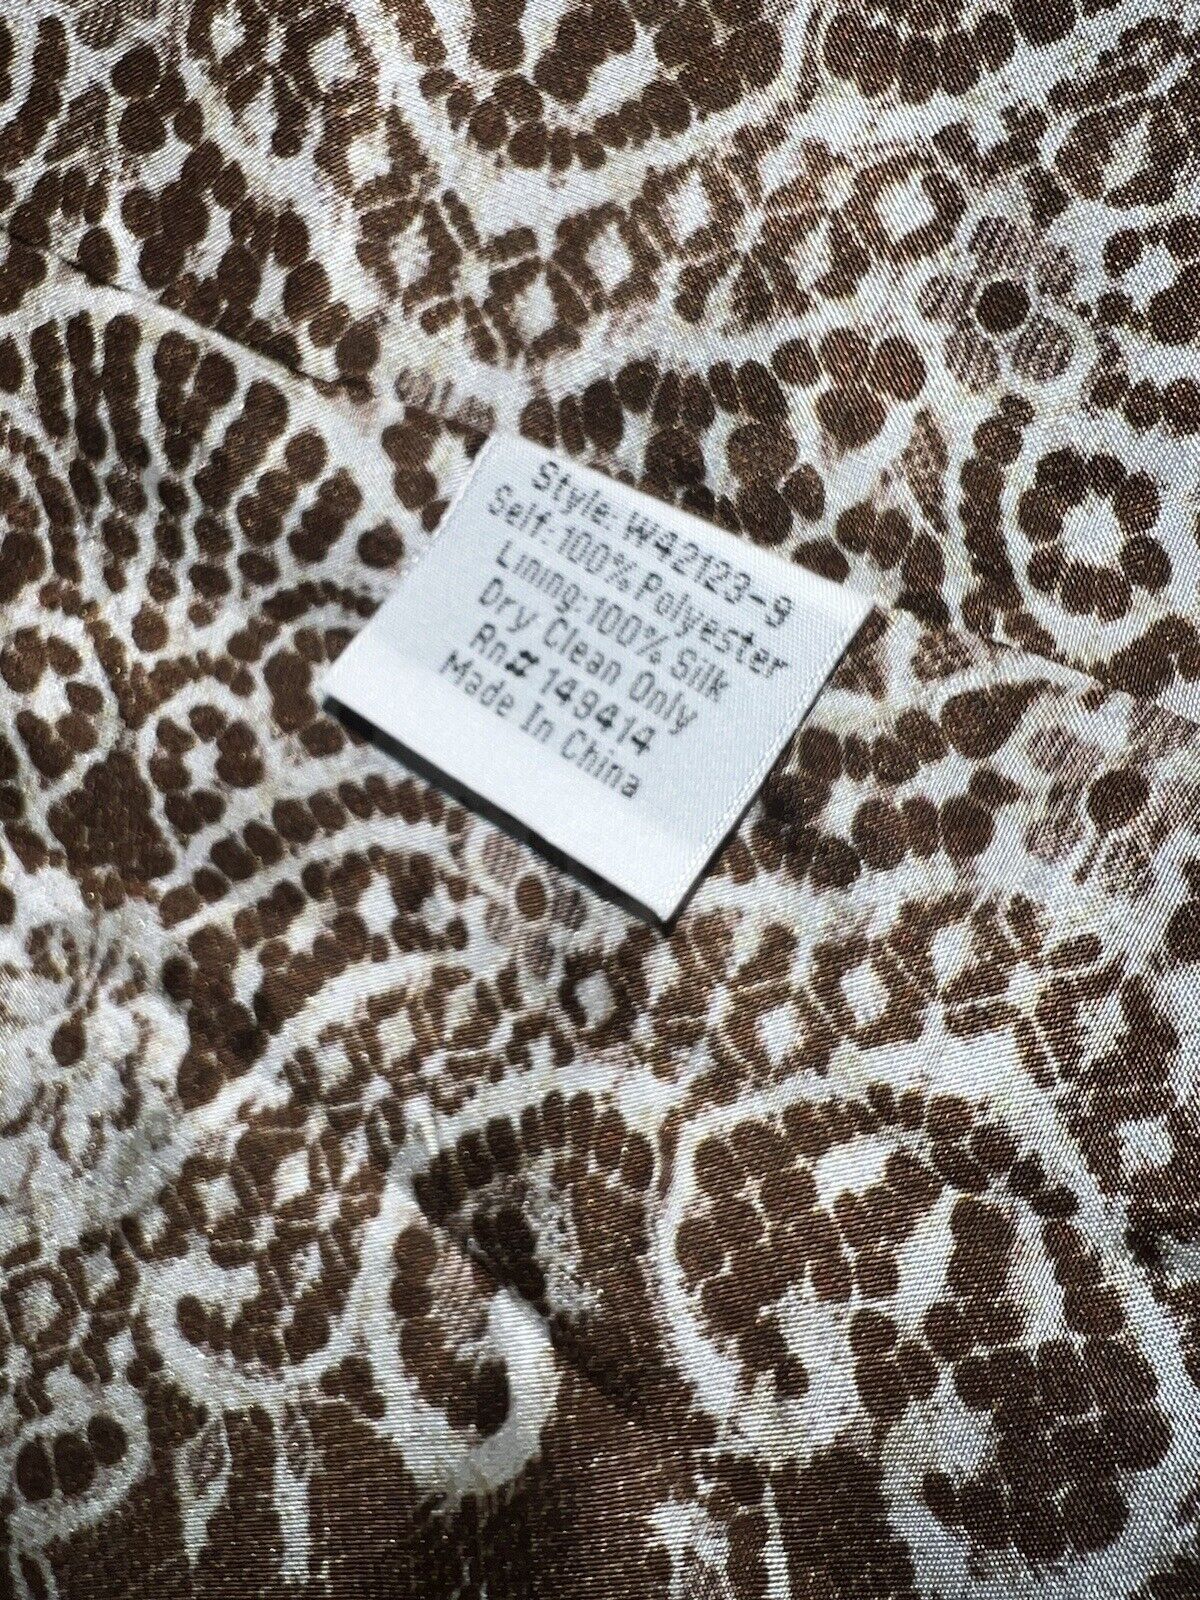 Style: W42123-9
Self:100% Polyester
Lining:100% Silk
Dry Clean Only
Rn# 149414
Made In China